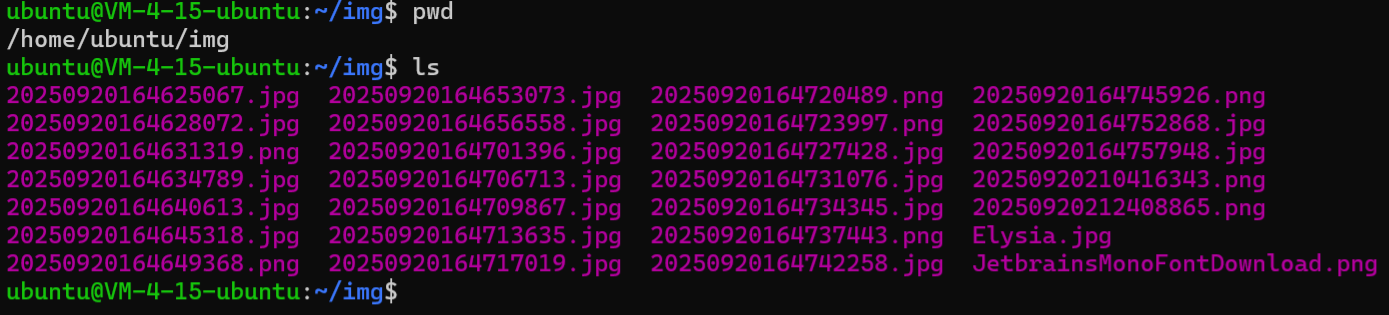 ubuntu@VM-4-15-ubuntu:~/img$ pwd
/home/ubuntu/img
ubuntu@VM-4-15-ubuntu:~/img$ ls
20250920164625067.jpg  20250920164653073.jpg  20250920164720489.png  20250920164745926.png
20250920164628072.jpg  20250920164656558.jpg  20250920164723997.png  20250920164752868.jpg
20250920164631319.png  20250920164701396.jpg  20250920164727428.jpg  20250920164757948.jpg
20250920164634789.jpg  20250920164706713.jpg  20250920164731076.jpg  20250920210416343.png
20250920164640613.jpg  20250920164709867.jpg  20250920164734345.jpg  20250920212408865.png
20250920164645318.jpg  20250920164713635.jpg  20250920164737443.png  Elysia.jpg
20250920164649368.png  20250920164717019.jpg  20250920164742258.jpg  JetbrainsMonoFontDownload.png
ubuntu@VM-4-15-ubuntu:~/img$